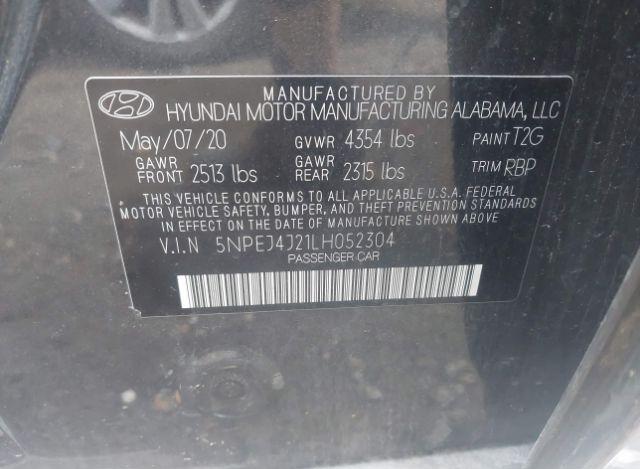 MANUFACTURED BY
HYUNDAI MOTOR MANUFACTURING ALABAMA, LLC
May/07/20 GVWR 4354 lbs PAINT T2G
GAWR FRONT 2513 lbs GAWR REAR 2315 lbs TRIM RBP
THIS VEHICLE CONFORMS TO ALL APPLICABLE U.S.A. FEDERAL
MOTOR VEHICLE SAFETY, BUMPER, AND THEFT PREVENTION STANDARDS
IN EFFECT ON THE DATE OF MANUFACTURE SHOWN ABOVE.
V.I.N 5NPEJ4J21LH052304
PASSENGER CAR